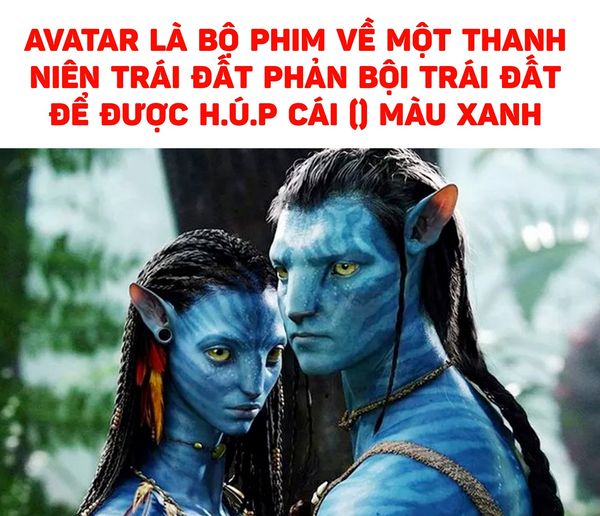 AVATAR LÀ BỘ PHIM VỀ MỘT THANH
NIÊN TRÁI ĐẤT PHẢN BỘI TRÁI ĐẤT
ĐỂ ĐƯỢC H.Ú.P CÁI () MÀU XANH